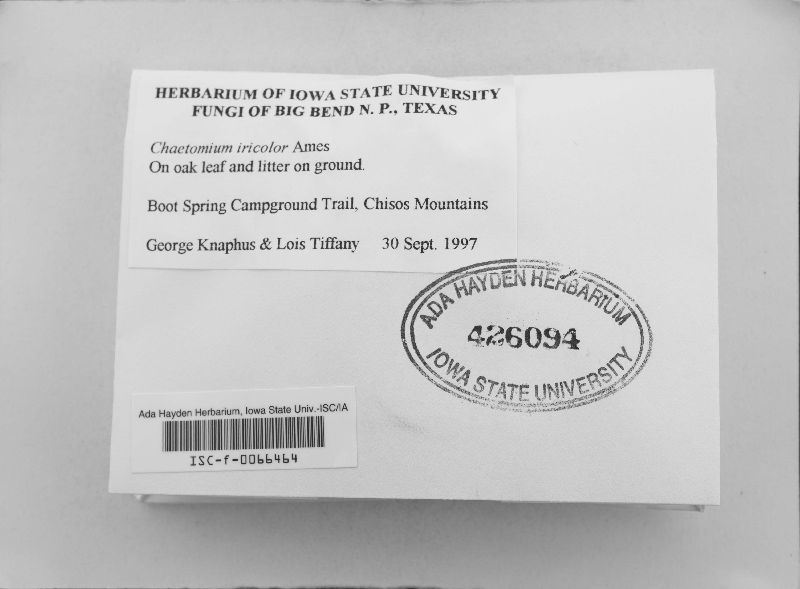 HERBARIUM OF IOWA STATE UNIVERSITY
FUNGI OF BIG BEND N. P., TEXAS
Chaetomium iricolor Ames
On oak leaf and litter on ground.
Boot Spring Campground Trail, Chisos Mountains
George Knaphus & Lois Tiffany 30 Sept. 1997
ADA HAYDEN HERBARIUM
426094
IOWA STATE UNIVERSITY
Ada Hayden Herbarium, Iowa State Univ.-ISC/IA
ISC-f-0066464